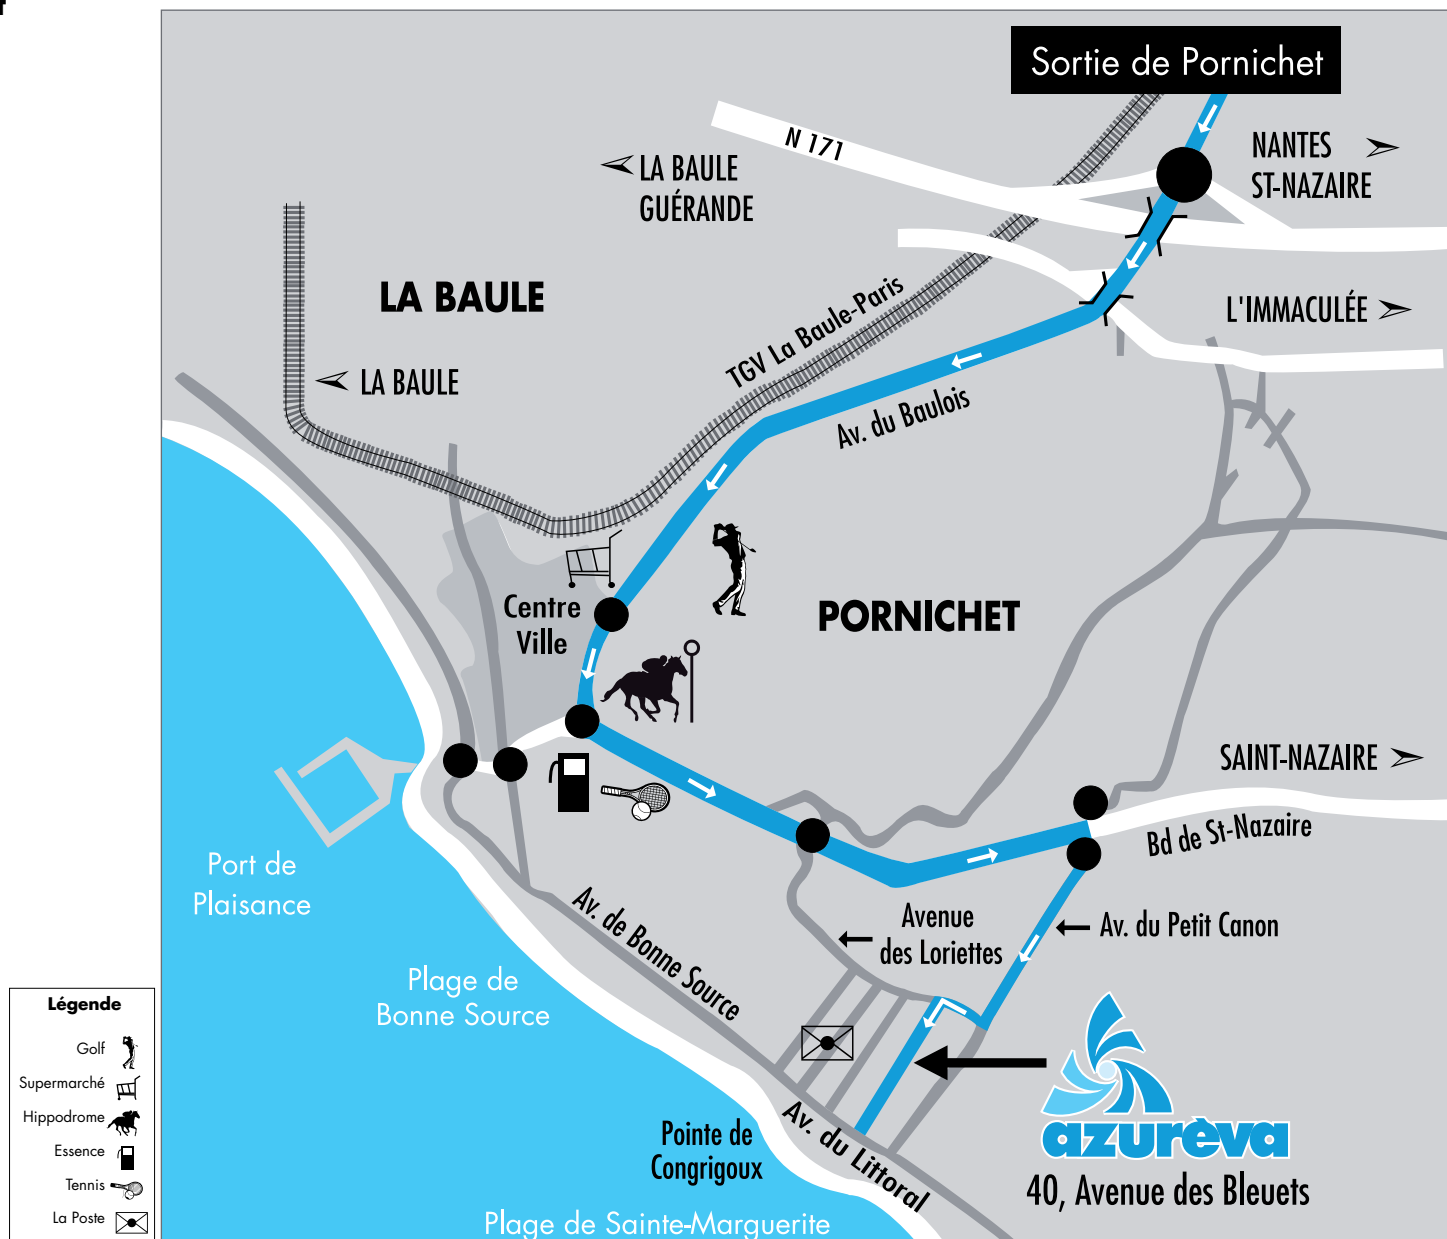 Sortie de Pornichet
N 171
NANTES
ST-NAZAIRE
LA BAULE
GUÉRANDE
LA BAULE
L'IMMACULÉE
TGV La Baule-Paris
LA BAULE
Av. du Baulois
Centre
Ville
PORNICHET
SAINT-NAZAIRE
Bd de St-Nazaire
Port de
Plaisance
Av. de Bonne Source
Avenue
des Loriettes
Av. du Petit Canon
Plage de
Bonne Source
Légende
Golf
Supermarché
Hippodrome
Essence
Tennis
La Poste
Pointe de
Congrigoux
Av. du Littoral
azurèva
40, Avenue des Bleuets
Plage de Sainte-Marguerite